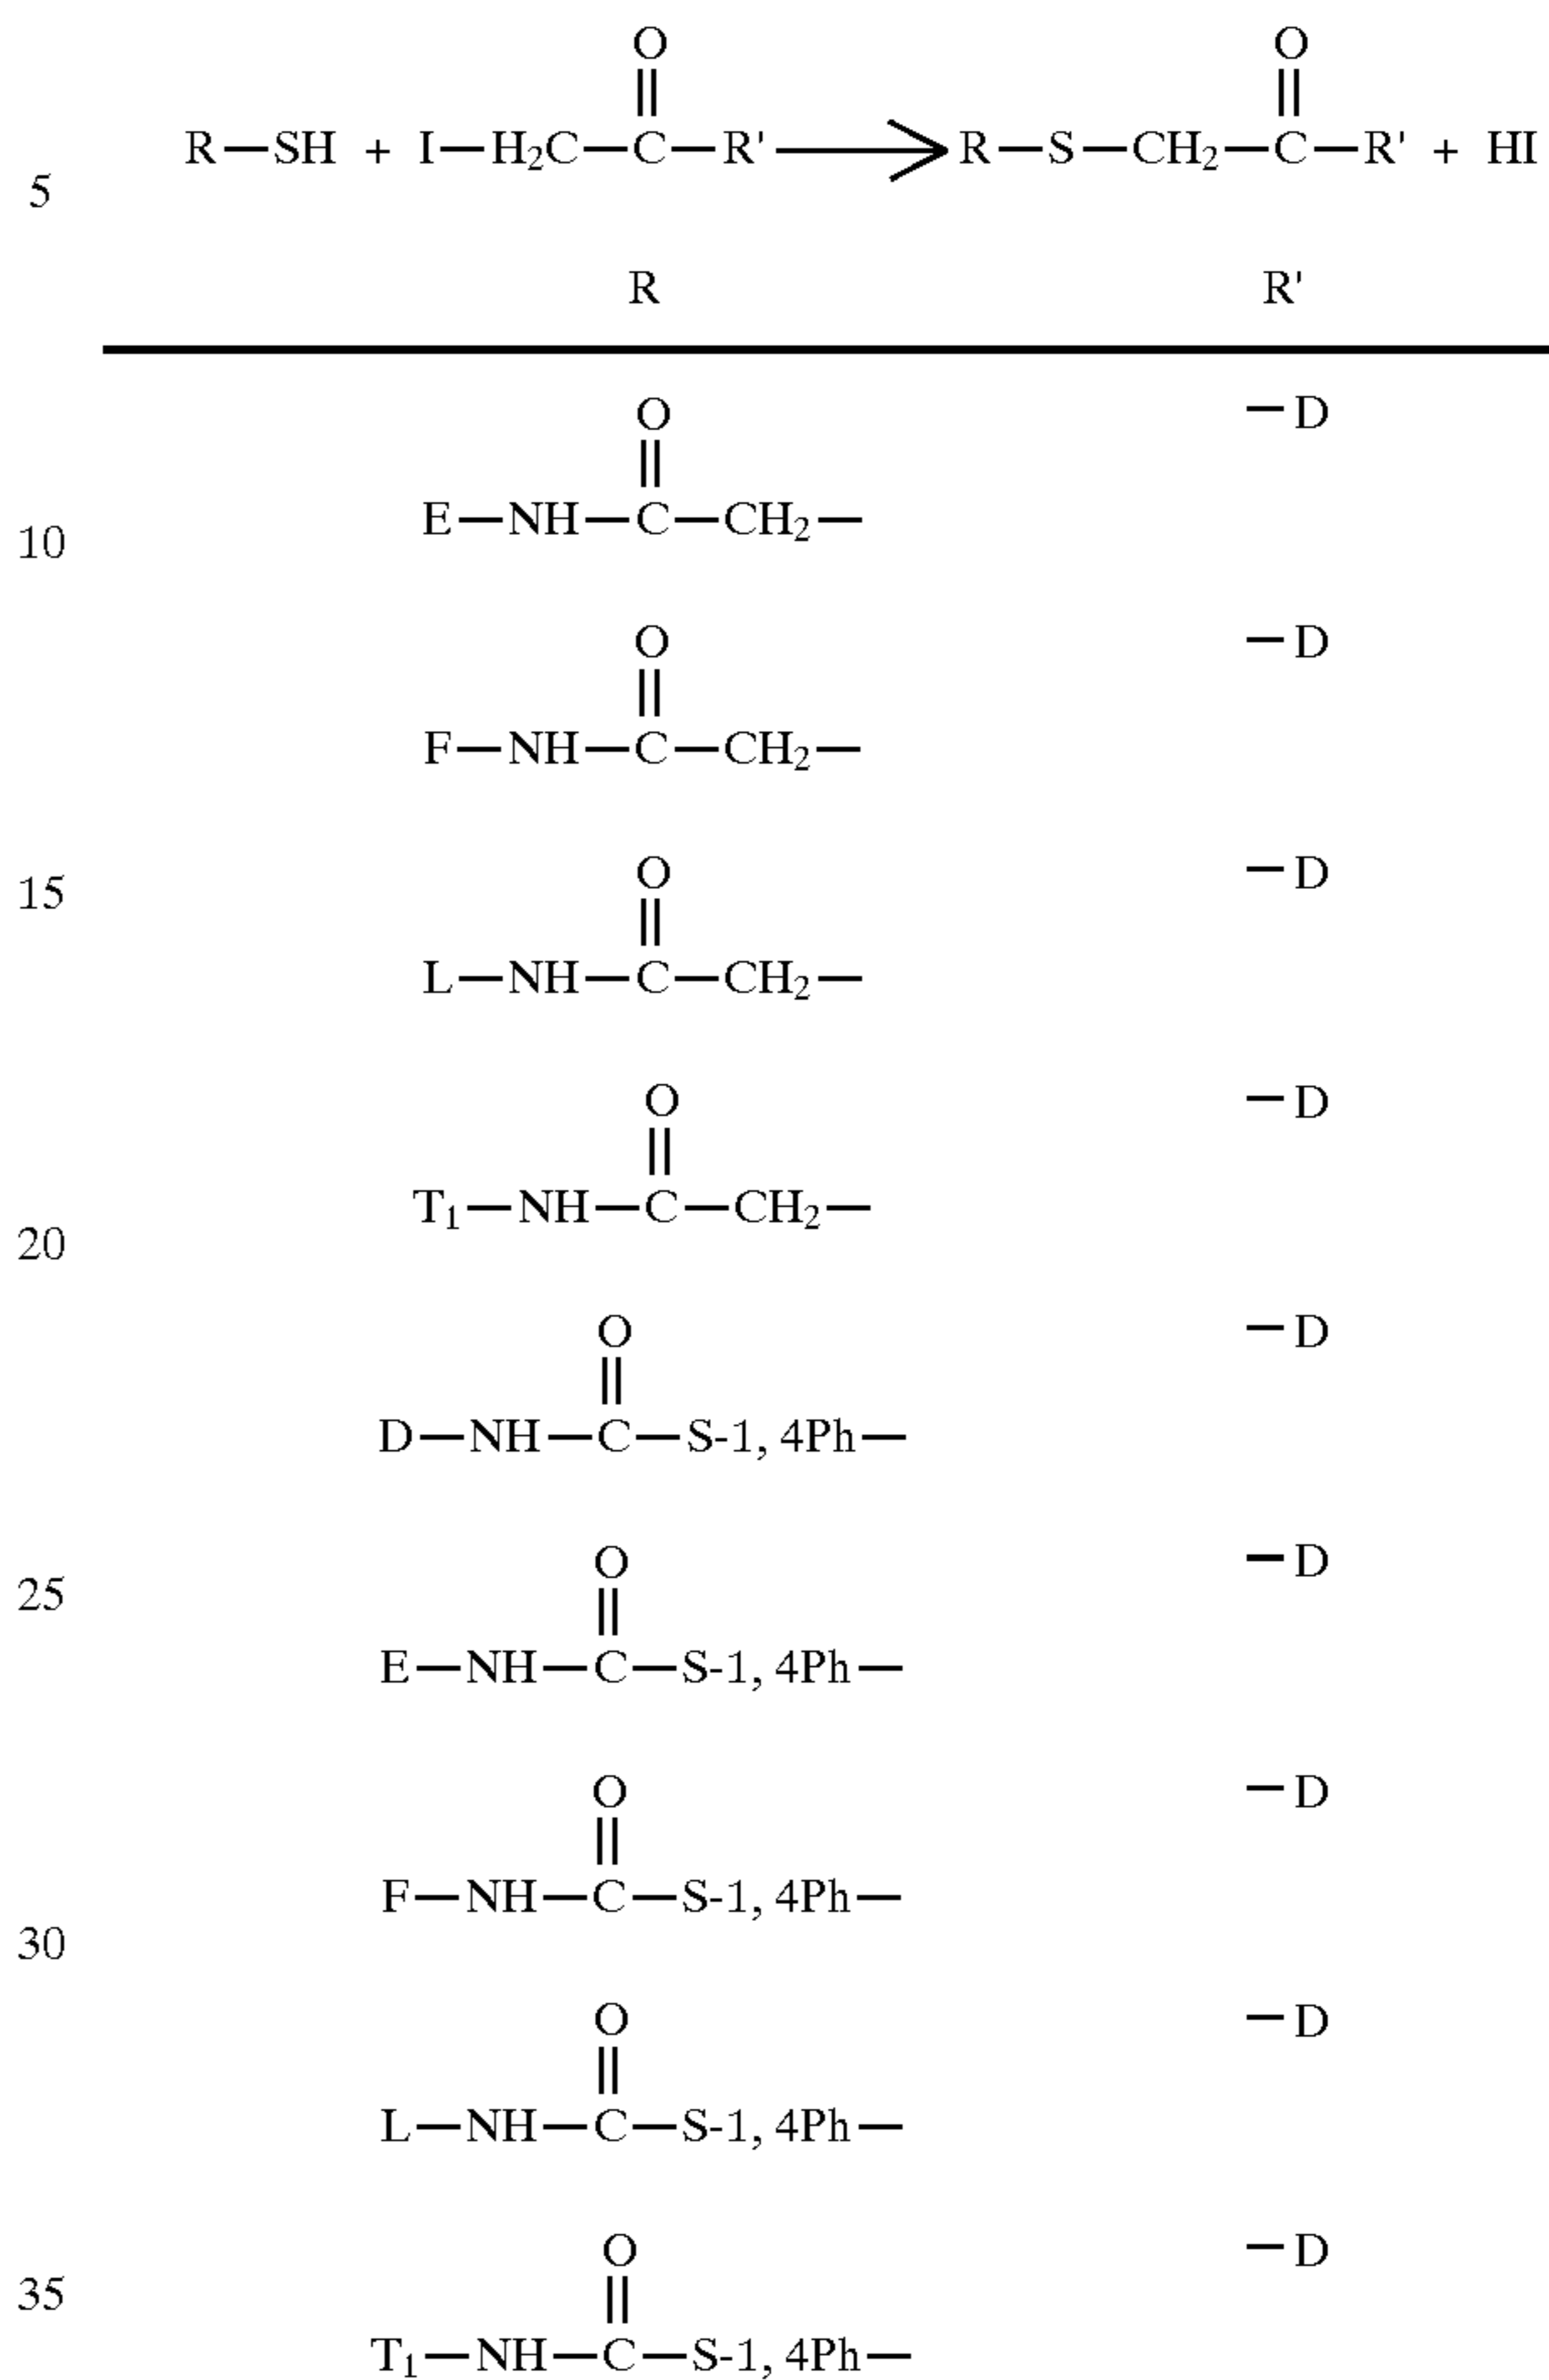 O O
R—SH + I—H₂C—C—R' ⟶ R—S—CH₂—C—R' + HI
5
R R'
O —D
E—NH—C—CH₂—
10
O —D
F—NH—C—CH₂—
15 O —D
L—NH—C—CH₂—
O —D
T₁—NH—C—CH₂—
20
O —D
D—NH—C—S-1, 4Ph—
O —D
25
E—NH—C—S-1, 4Ph—
O —D
F—NH—C—S-1, 4Ph—
30
O —D
L—NH—C—S-1, 4Ph—
O —D
35
T₁—NH—C—S-1, 4Ph—